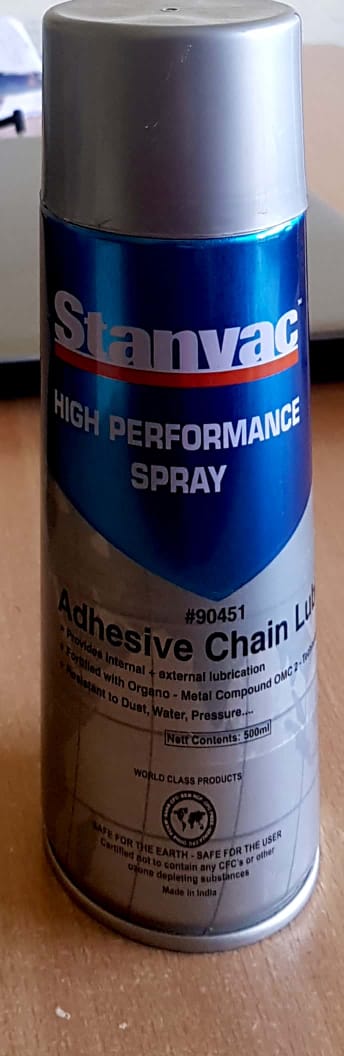 Stanvac™
HIGH PERFORMANCE
SPRAY
#90451
Adhesive Chain Lub
• Provides Internal + external lubrication
• Fortified with Organo - Metal Compound OMC 2 -
• Resistant to Dust, Water, Pressure....
Nett Contents: 500ml
WORLD CLASS PRODUCTS
SAFE FOR THE EARTH - SAFE FOR THE USER
Certified not to contain any CFC's or other
ozone depleting substances
Made in India